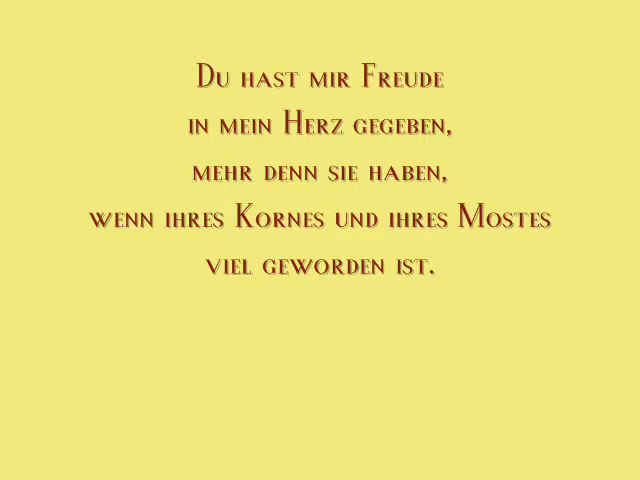 Du hast mir Freude
in mein Herz gegeben,
mehr denn sie haben,
wenn ihres Kornes und ihres Mostes
viel geworden ist.